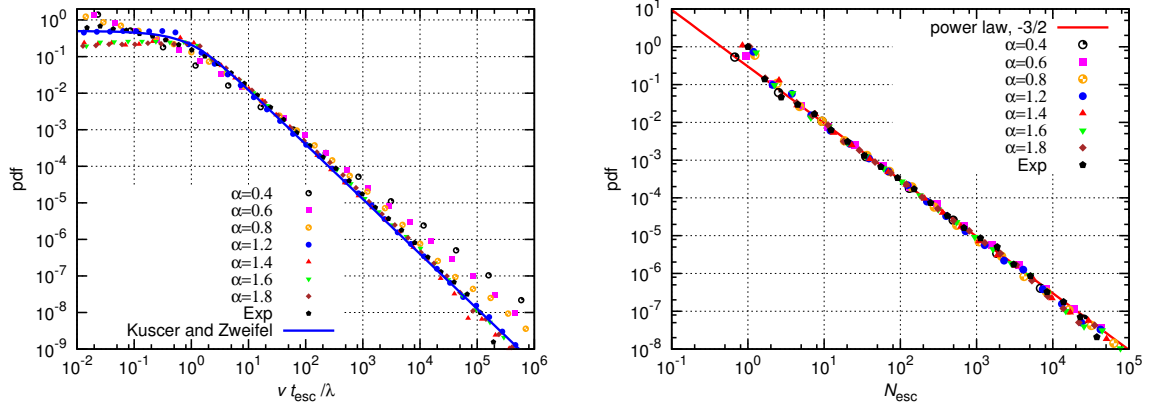 10^0
10^-1
10^-2
10^-3
10^-4
10^-5
10^-6
10^-7
10^-8
10^-9
pdf
α=0.4
α=0.6
α=0.8
α=1.2
α=1.4
α=1.6
α=1.8
Exp
Kuscer and Zweifel
10^-2 10^-1 10^0 10^1 10^2 10^3 10^4 10^5 10^6
v t_esc /λ
10^1
10^0
10^-1
10^-2
10^-3
10^-4
10^-5
10^-6
10^-7
10^-8
pdf
power law, -3/2
α=0.4
α=0.6
α=0.8
α=1.2
α=1.4
α=1.6
α=1.8
Exp
10^-1 10^0 10^1 10^2 10^3 10^4 10^5
N_esc